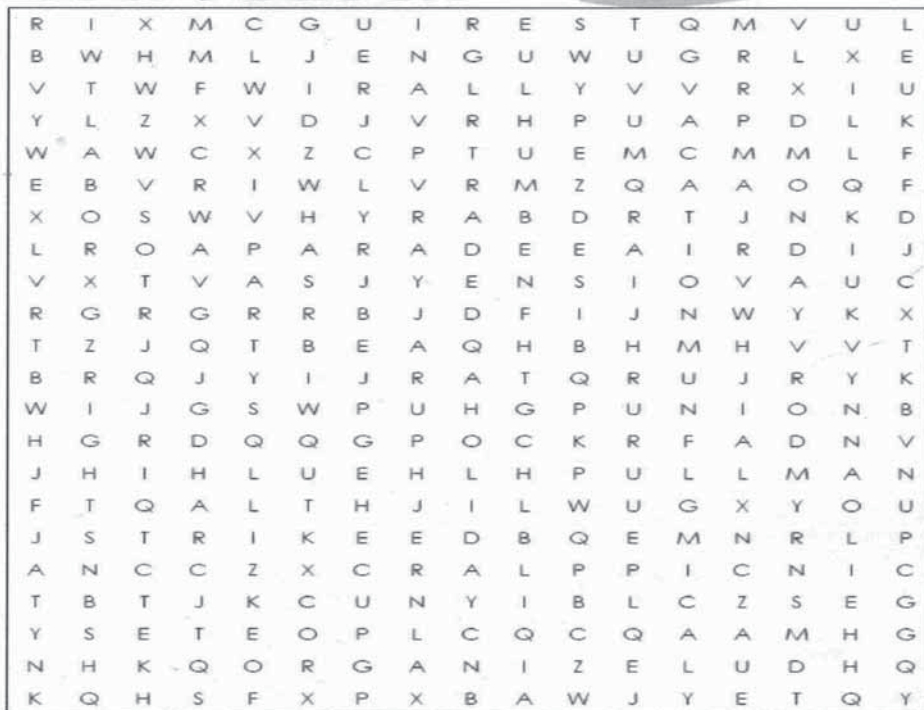 R I X M C G U I R E S T Q M V U L
B W H M L J E N G U W U G R L X E
V T W F W I R A L L Y V V R X I U
Y L Z X V D J V R H P U A P D L K
W A W C X Z C P T U E M C M M L F
E B V R I W L V R M Z Q A A O Q F
X O S W V H Y R A B D R T J N K D
L R O A P A R A D E E A I R D I J
V X T V A S J Y E N S I O V A U C
R G R G R R B J D F I J N W Y K X
T Z J Q T B E A Q H B H M H V V T
B R Q J Y I J R A T Q R U J R Y K
W I J G S W P U H G P U N I O N B
H G R D Q Q G P O C K R F A D N V
J H I H L U E H L H P U L L M A N
F T Q A L T H J I L W U G X Y O U
J S T R I K E E D B Q E M N R L P
A N C C Z X C R A L P P I C N I C
T B T J K C U N Y I B L C Z S E G
Y S E T E O P L C Q C Q A A M H G
N H K Q O R G A N I Z E L U D H Q
K Q H S F X P X B A W J Y E T Q Y